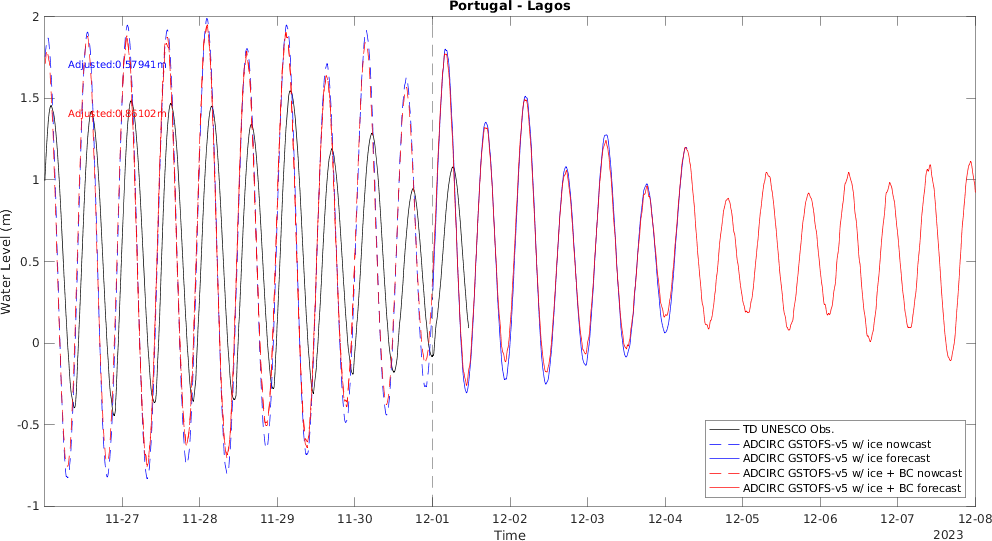 Portugal - Lagos
2
1.5
1
0.5
0
-0.5
-1
Water Level (m)
Adjusted:0.57941m
Adjusted:0.86102m
TD UNESCO Obs.
ADCIRC GSTOFS-v5 w/ ice nowcast
ADCIRC GSTOFS-v5 w/ ice forecast
ADCIRC GSTOFS-v5 w/ ice + BC nowcast
ADCIRC GSTOFS-v5 w/ ice + BC forecast
11-27 11-28 11-29 11-30 12-01 12-02 12-03 12-04 12-05 12-06 12-07 12-08
Time
2023